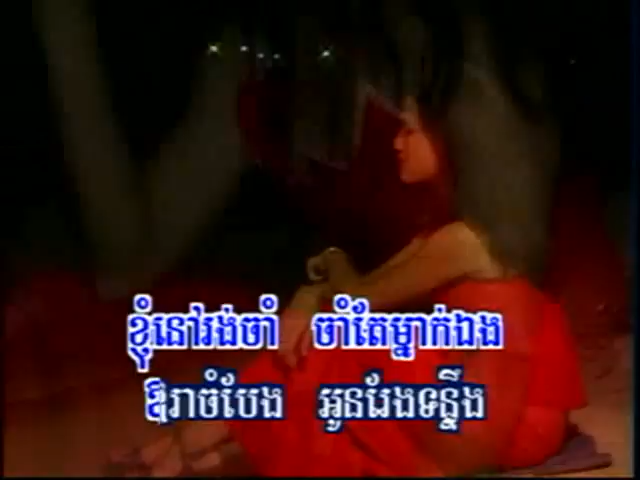 ខ្ញុំនៅរង់ចាំ ចាំតែម្នាក់ឯង
ឱរាចំបែង អូនរែងទន្ទឹង